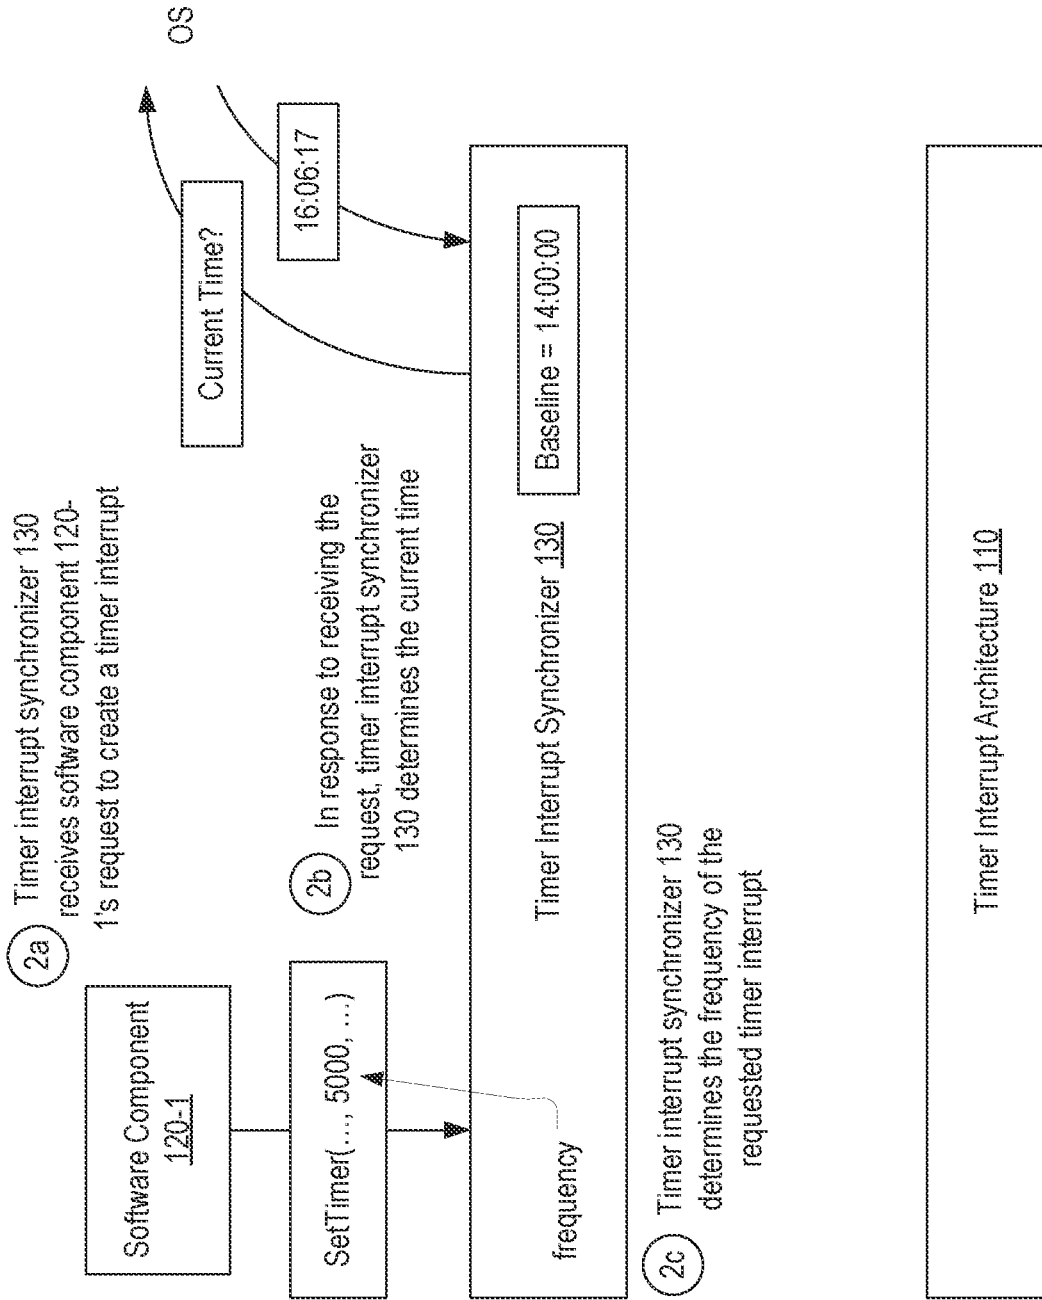 2a
Timer interrupt synchronizer 130
receives software component 120-
1's request to create a timer interrupt
Software Component
120-1
SetTimer(..., 5000, ...)
2b
In response to receiving the
request, timer interrupt synchronizer
130 determines the current time
Current Time?
16:06:17
OS
frequency
Timer Interrupt Synchronizer 130
Baseline = 14:00:00
2c
Timer interrupt synchronizer 130
determines the frequency of the
requested timer interrupt
Timer Interrupt Architecture 110